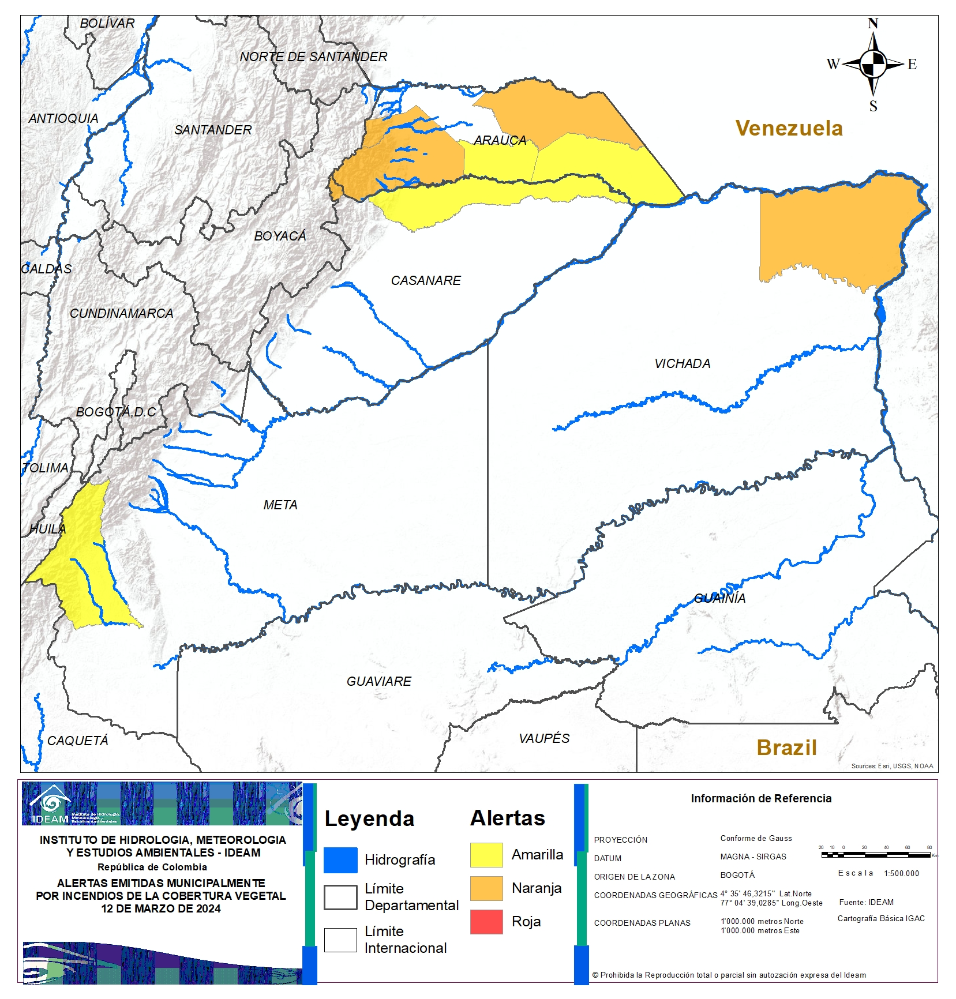 BOLÍVAR
NORTE DE SANTANDER
N
W
E
S
ANTIOQUIA
SANTANDER
Venezuela
ARAUCA
BOYACÁ
CALDAS
CASANARE
CUNDINAMARCA
VICHADA
BOGOTÁ,D.C
TOLIMA
META
HUILA
GUAINÍA
GUAVIARE
CAQUETÁ
VAUPÉS
Brazil
Sources: Esri, USGS, NOAA
IDEAM
Instituto de Hidrología,
Meteorología y
Estudios Ambientales
INSTITUTO DE HIDROLOGIA, METEOROLOGIA
Y ESTUDIOS AMBIENTALES - IDEAM
República de Colombia
ALERTAS EMITIDAS MUNICIPALMENTE
POR INCENDIOS DE LA COBERTURA VEGETAL
12 DE MARZO DE 2024
Leyenda
Hidrografía
Límite
Departamental
Límite
Internacional
Alertas
Amarilla
Naranja
Roja
Información de Referencia
PROYECCIÓN Conforme de Gauss
DATUM MAGNA - SIRGAS
ORIGEN DE LA ZONA BOGOTÁ
COORDENADAS GEOGRÁFICAS 4° 35' 46,3215'' Lat.Norte
77° 04' 39,0285" Long.Oeste
COORDENADAS PLANAS 1'000.000 metros Norte
1'000.000 metros Este
20 10 0 20 40 60 80
Km
Escala 1:500.000
Fuente: IDEAM
Cartografía Básica IGAC
© Prohibida la Reproducción total o parcial sin autozación expresa del Ideam